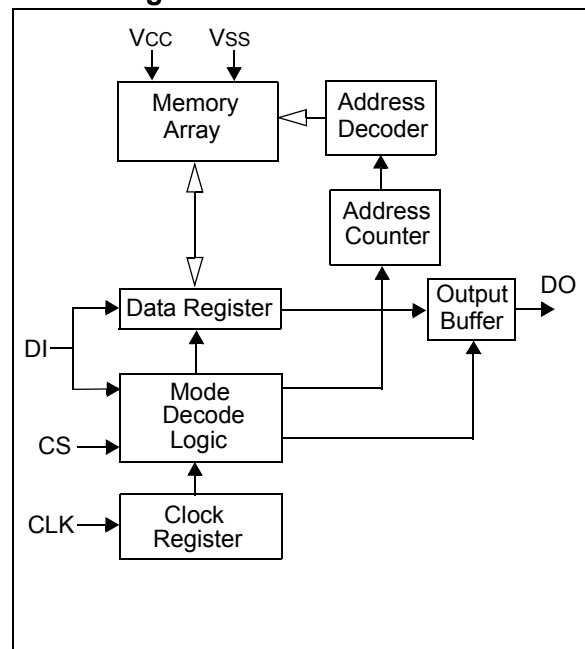 VCC VSS
Memory
Array
Address
Decoder
Address
Counter
Data Register
Output
Buffer
DO
DI
Mode
Decode
Logic
CS
CLK
Clock
Register